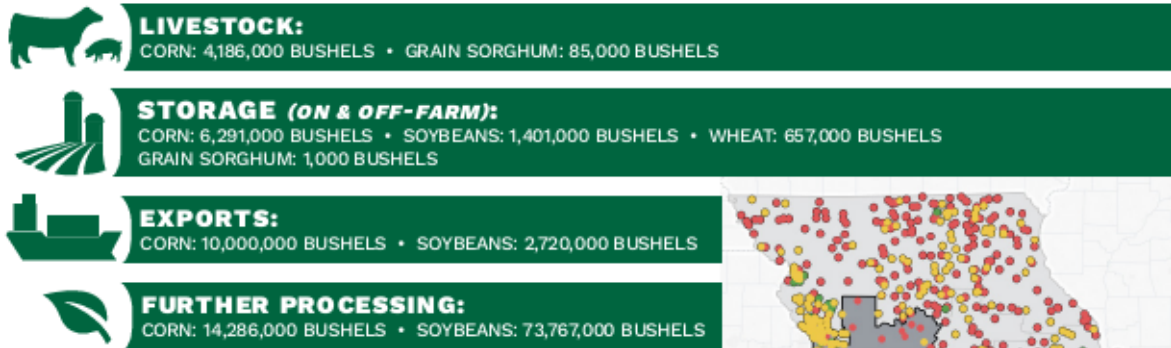 LIVESTOCK:
CORN: 4,186,000 BUSHELS • GRAIN SORGHUM: 85,000 BUSHELS
STORAGE (ON & OFF-FARM):
CORN: 6,291,000 BUSHELS • SOYBEANS: 1,401,000 BUSHELS • WHEAT: 657,000 BUSHELS
GRAIN SORGHUM: 1,000 BUSHELS
EXPORTS:
CORN: 10,000,000 BUSHELS • SOYBEANS: 2,720,000 BUSHELS
FURTHER PROCESSING:
CORN: 14,286,000 BUSHELS • SOYBEANS: 73,767,000 BUSHELS